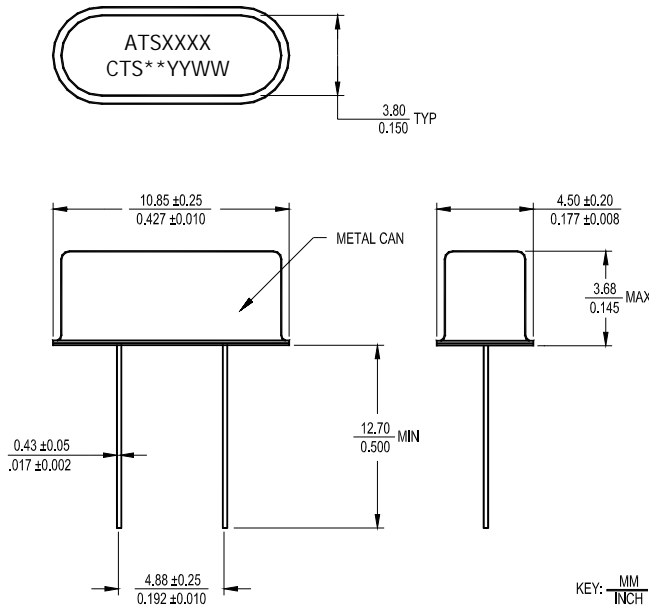 ATSXXXX
CTS**YYWW
3.80
0.150
TYP
10.85 ±0.25
0.427 ±0.010
4.50 ±0.20
0.177 ±0.008
METAL CAN
3.68
0.145
MAX
12.70
0.500
MIN
0.43 ±0.05
.017 ±0.002
4.88 ±0.25
0.192 ±0.010
KEY: MM
INCH